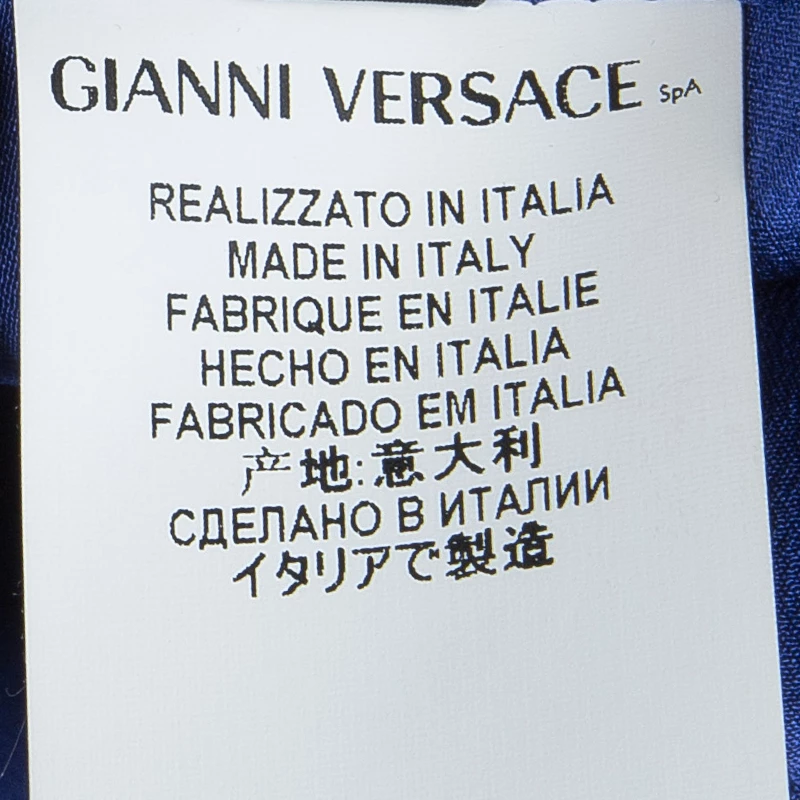 GIANNI VERSACE SpA
REALIZZATO IN ITALIA
MADE IN ITALY
FABRIQUE EN ITALIE
HECHO EN ITALIA
FABRICADO EM ITALIA
产地:意大利
СДЕЛАНО В ИТАЛИИ
イタリアで製造